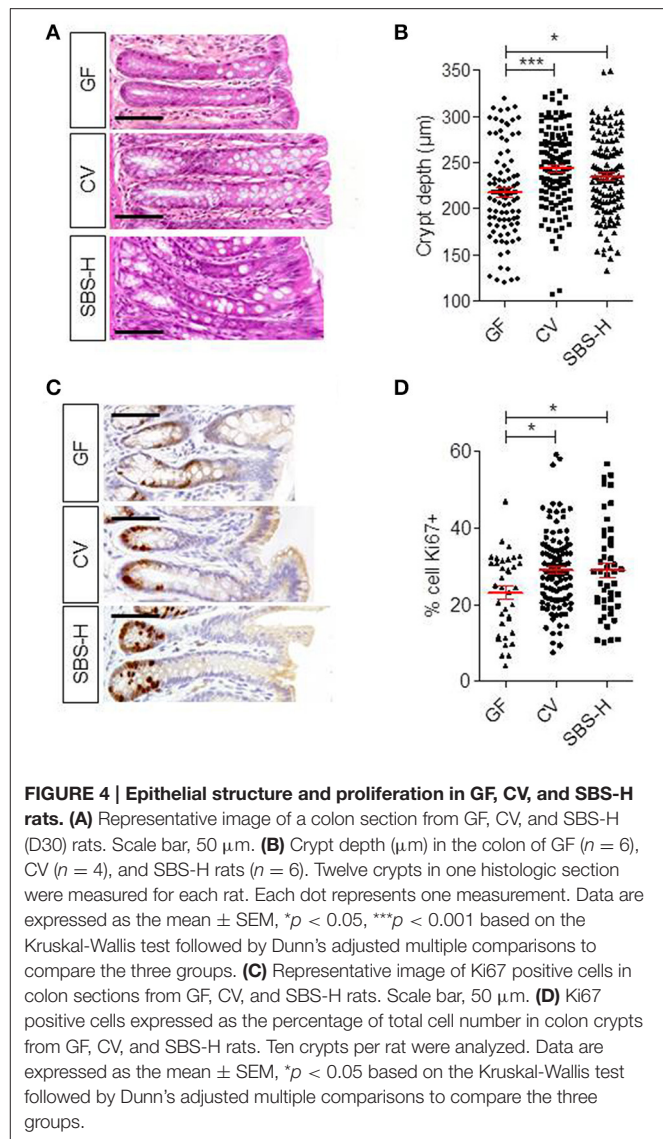 A
GF
CV
SBS-H
B
*
***
Crypt depth (µm)
350
300
250
200
150
100
GF
CV
SBS-H
C
GF
CV
SBS-H
D
*
*
% cell Ki67+
60
40
20
0
GF
CV
SBS-H
FIGURE 4 | Epithelial structure and proliferation in GF, CV, and SBS-H
rats. (A) Representative image of a colon section from GF, CV, and SBS-H
(D30) rats. Scale bar, 50 µm. (B) Crypt depth (µm) in the colon of GF (n = 6),
CV (n = 4), and SBS-H rats (n = 6). Twelve crypts in one histologic section
were measured for each rat. Each dot represents one measurement. Data are
expressed as the mean ± SEM, *p < 0.05, ***p < 0.001 based on the
Kruskal-Wallis test followed by Dunn's adjusted multiple comparisons to
compare the three groups. (C) Representative image of Ki67 positive cells in
colon sections from GF, CV, and SBS-H rats. Scale bar, 50 µm. (D) Ki67
positive cells expressed as the percentage of total cell number in colon crypts
from GF, CV, and SBS-H rats. Ten crypts per rat were analyzed. Data are
expressed as the mean ± SEM, *p < 0.05 based on the Kruskal-Wallis test
followed by Dunn's adjusted multiple comparisons to compare the three
groups.